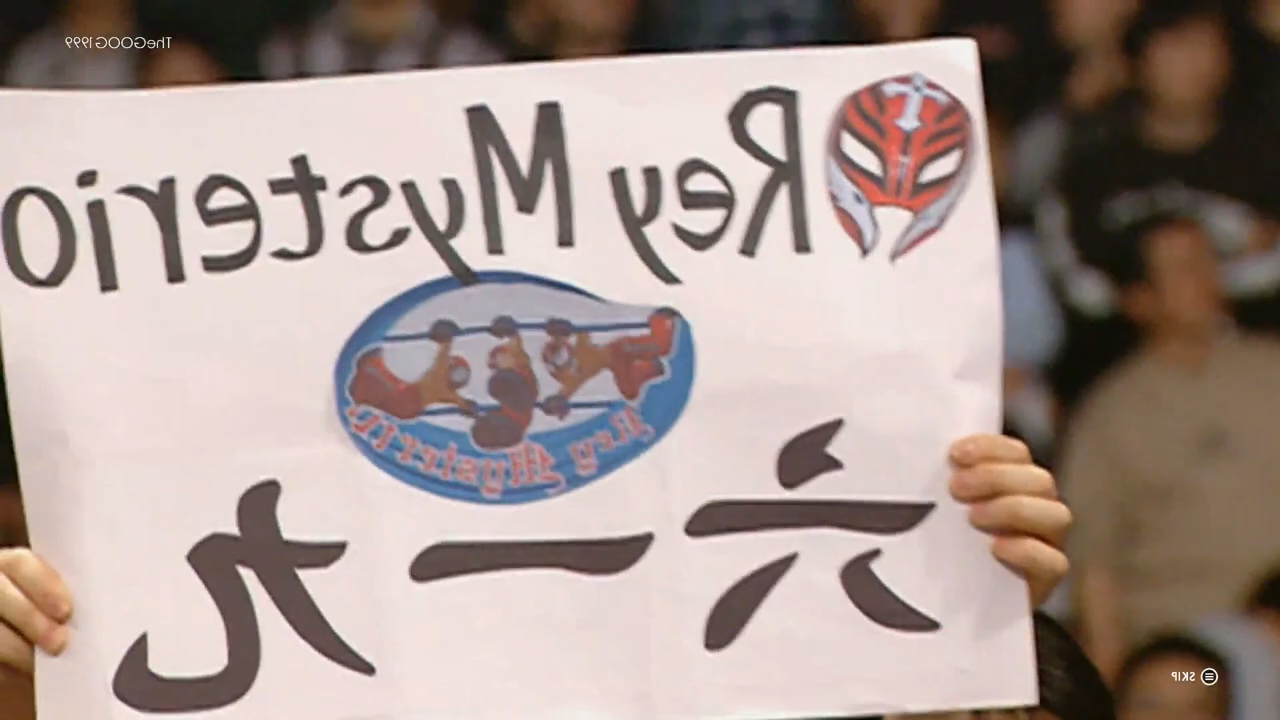 TheGOOG1999
Rey Mysterio
Rey Mysterio
六一九
SKIP